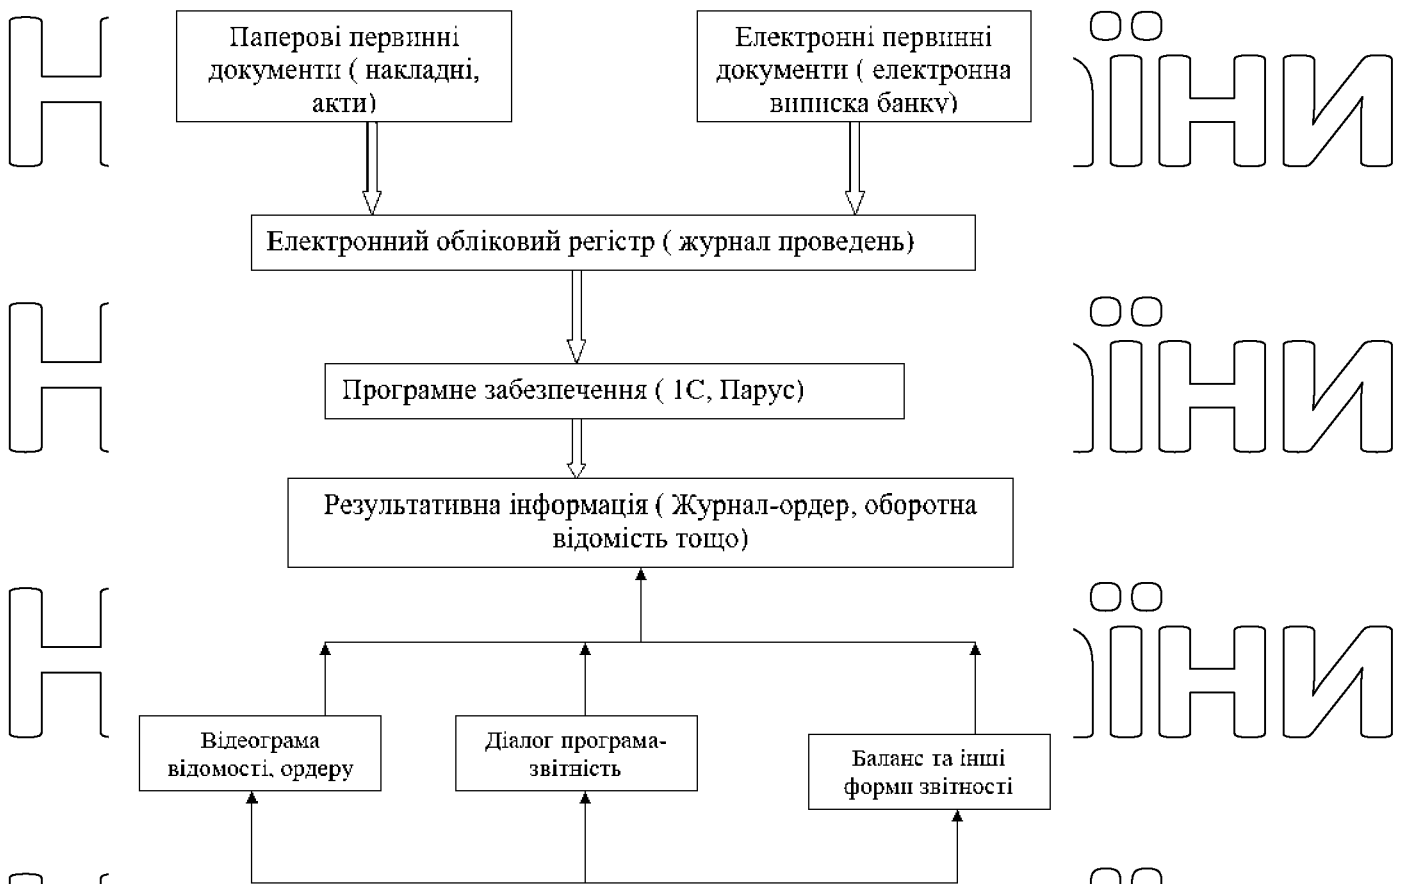 Паперові первинні
документи ( накладні,
акти)
Електронні первинні
документи ( електронна
виписка банку)
Електронний обліковий регістр ( журнал проведень)
Програмне забезпечення ( 1С, Парус)
Результативна інформація ( Журнал-ордер, оборотна
відомість тощо)
Відеограма
відомості, ордеру
Діалог програма-
звітність
Баланс та інші
форми звітності